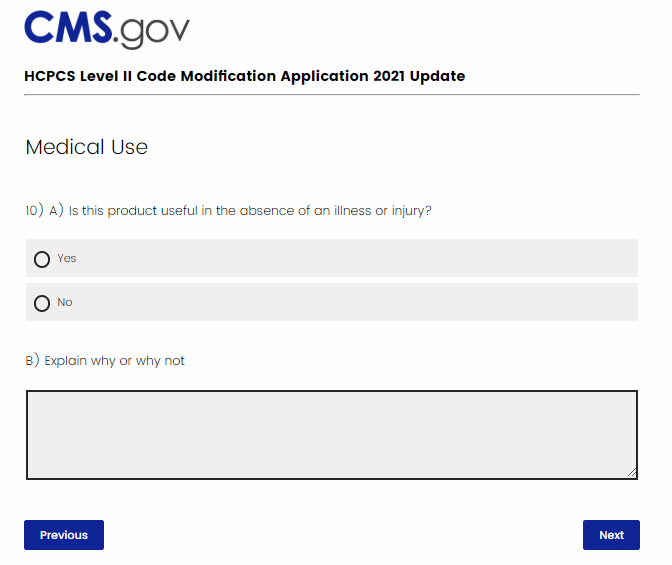 CMS.gov
HCPCS Level II Code Modification Application 2021 Update
Medical Use
10) A) Is this product useful in the absence of an illness or injury?
Yes
No
B) Explain why or why not
Previous
Next